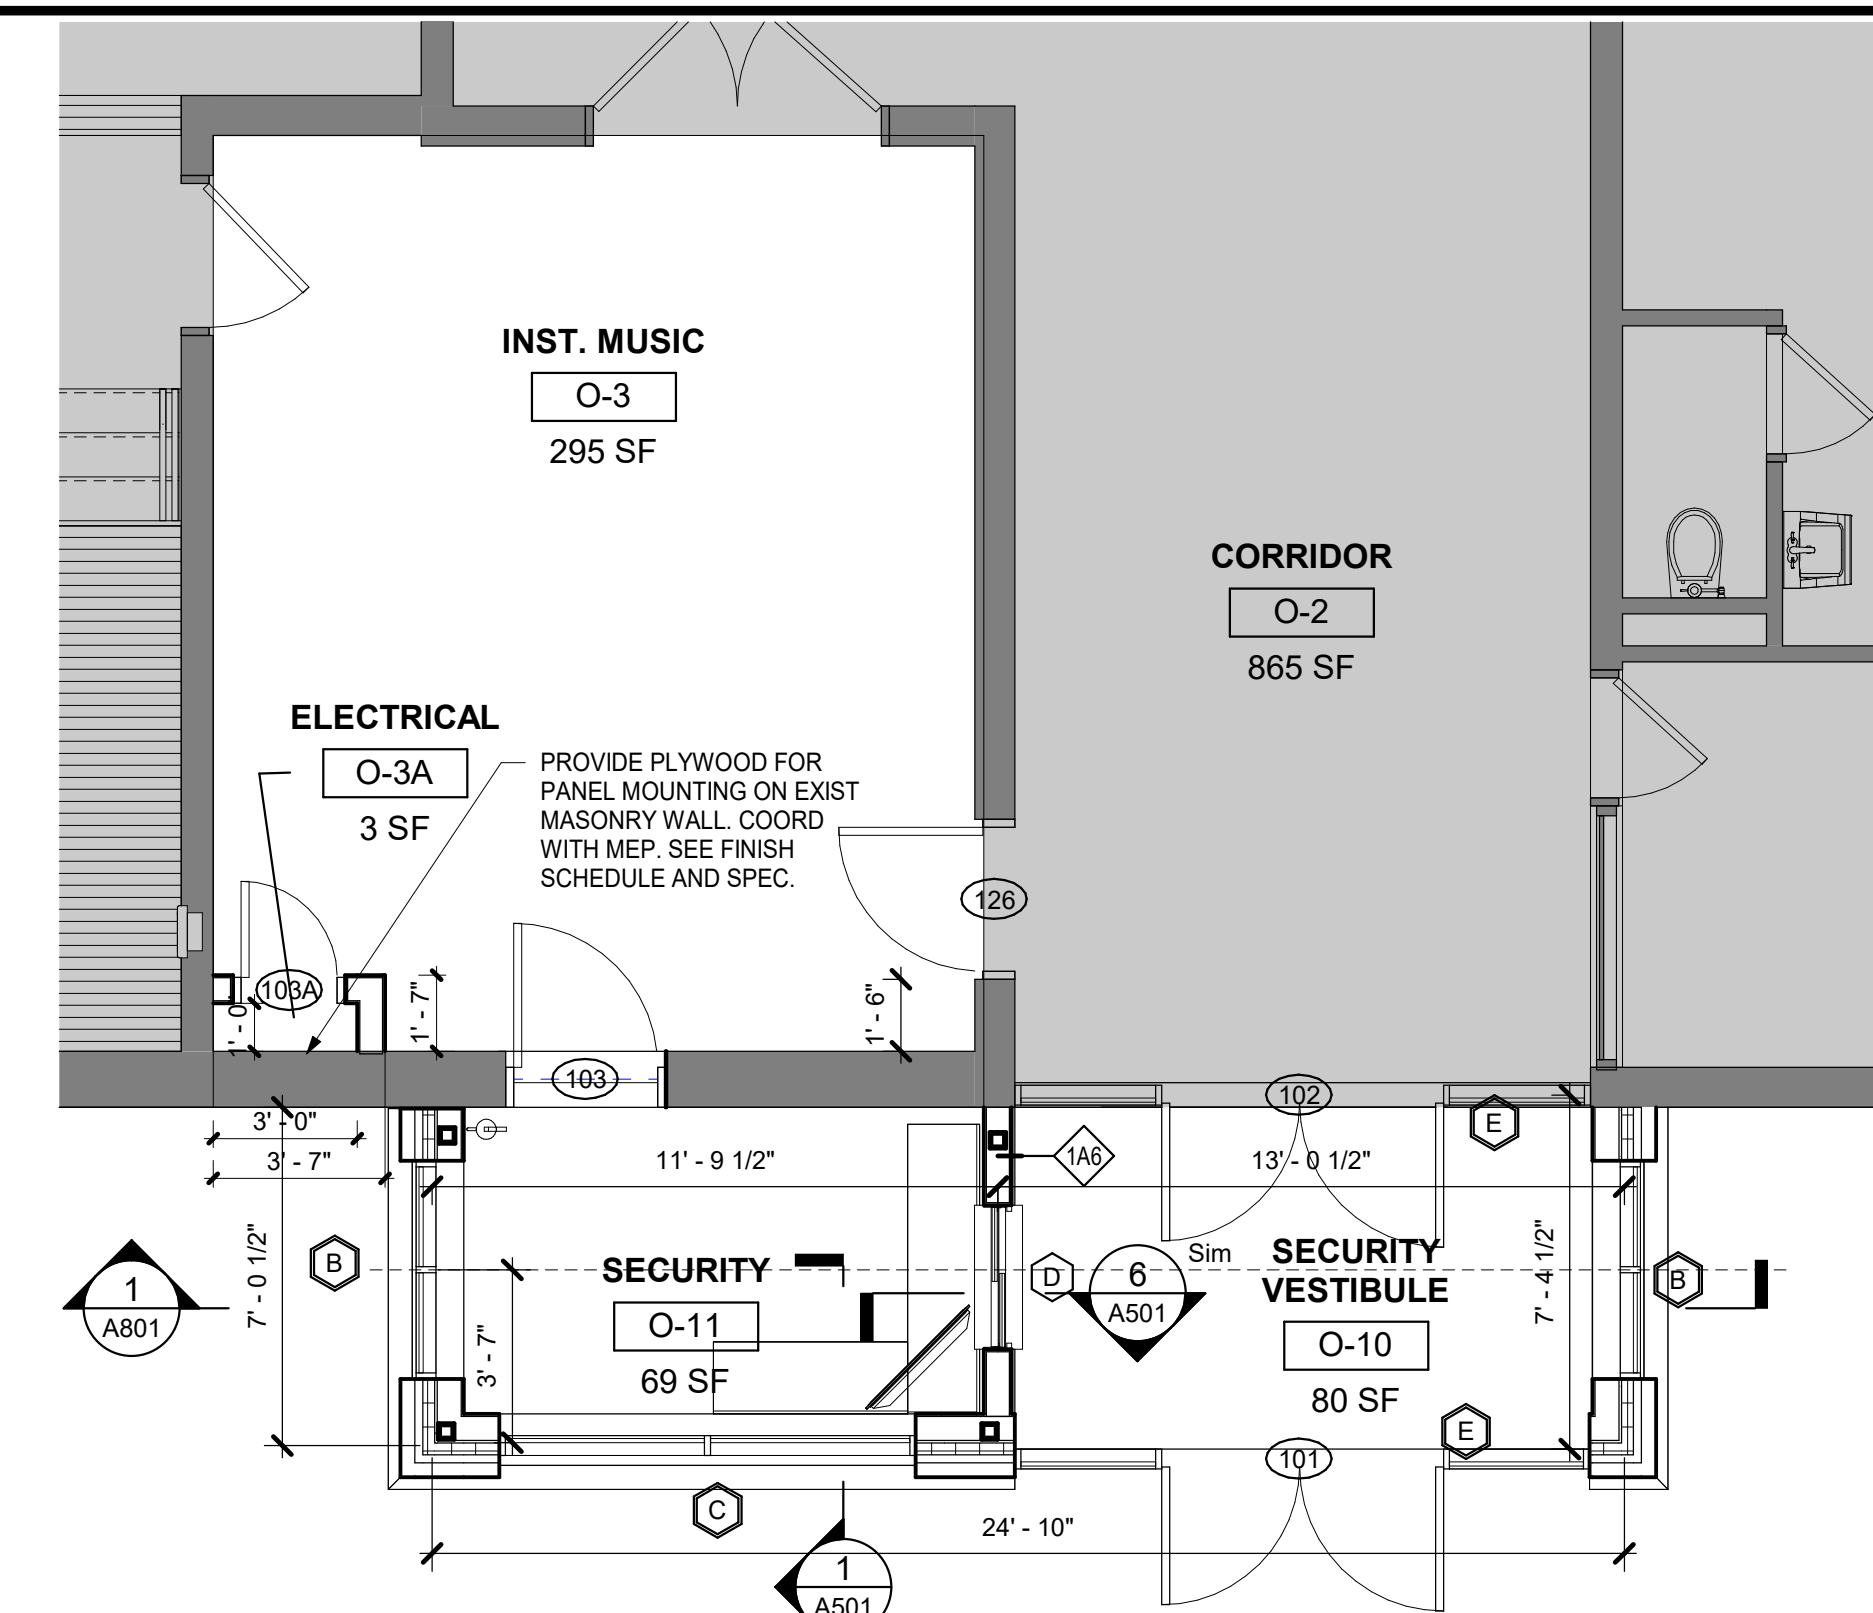 INST. MUSIC
O-3
295 SF
CORRIDOR
O-2
865 SF
ELECTRICAL
O-3A
3 SF
PROVIDE PLYWOOD FOR
PANEL MOUNTING ON EXIST
MASONRY WALL. COORD
WITH MEP. SEE FINISH
SCHEDULE AND SPEC.
126
103A
1' - 0"
1' - 7"
1' - 6"
103
102
3' - 0"
3' - 7"
11' - 9 1/2"
1A6
13' - 0 1/2"
E
7' - 0 1/2"
B
1
A801
SECURITY
O-11
69 SF
3' - 7"
D
6
A501
Sim
SECURITY
VESTIBULE
O-10
80 SF
7' - 4 1/2"
B
E
101
C
24' - 10"
1
A501